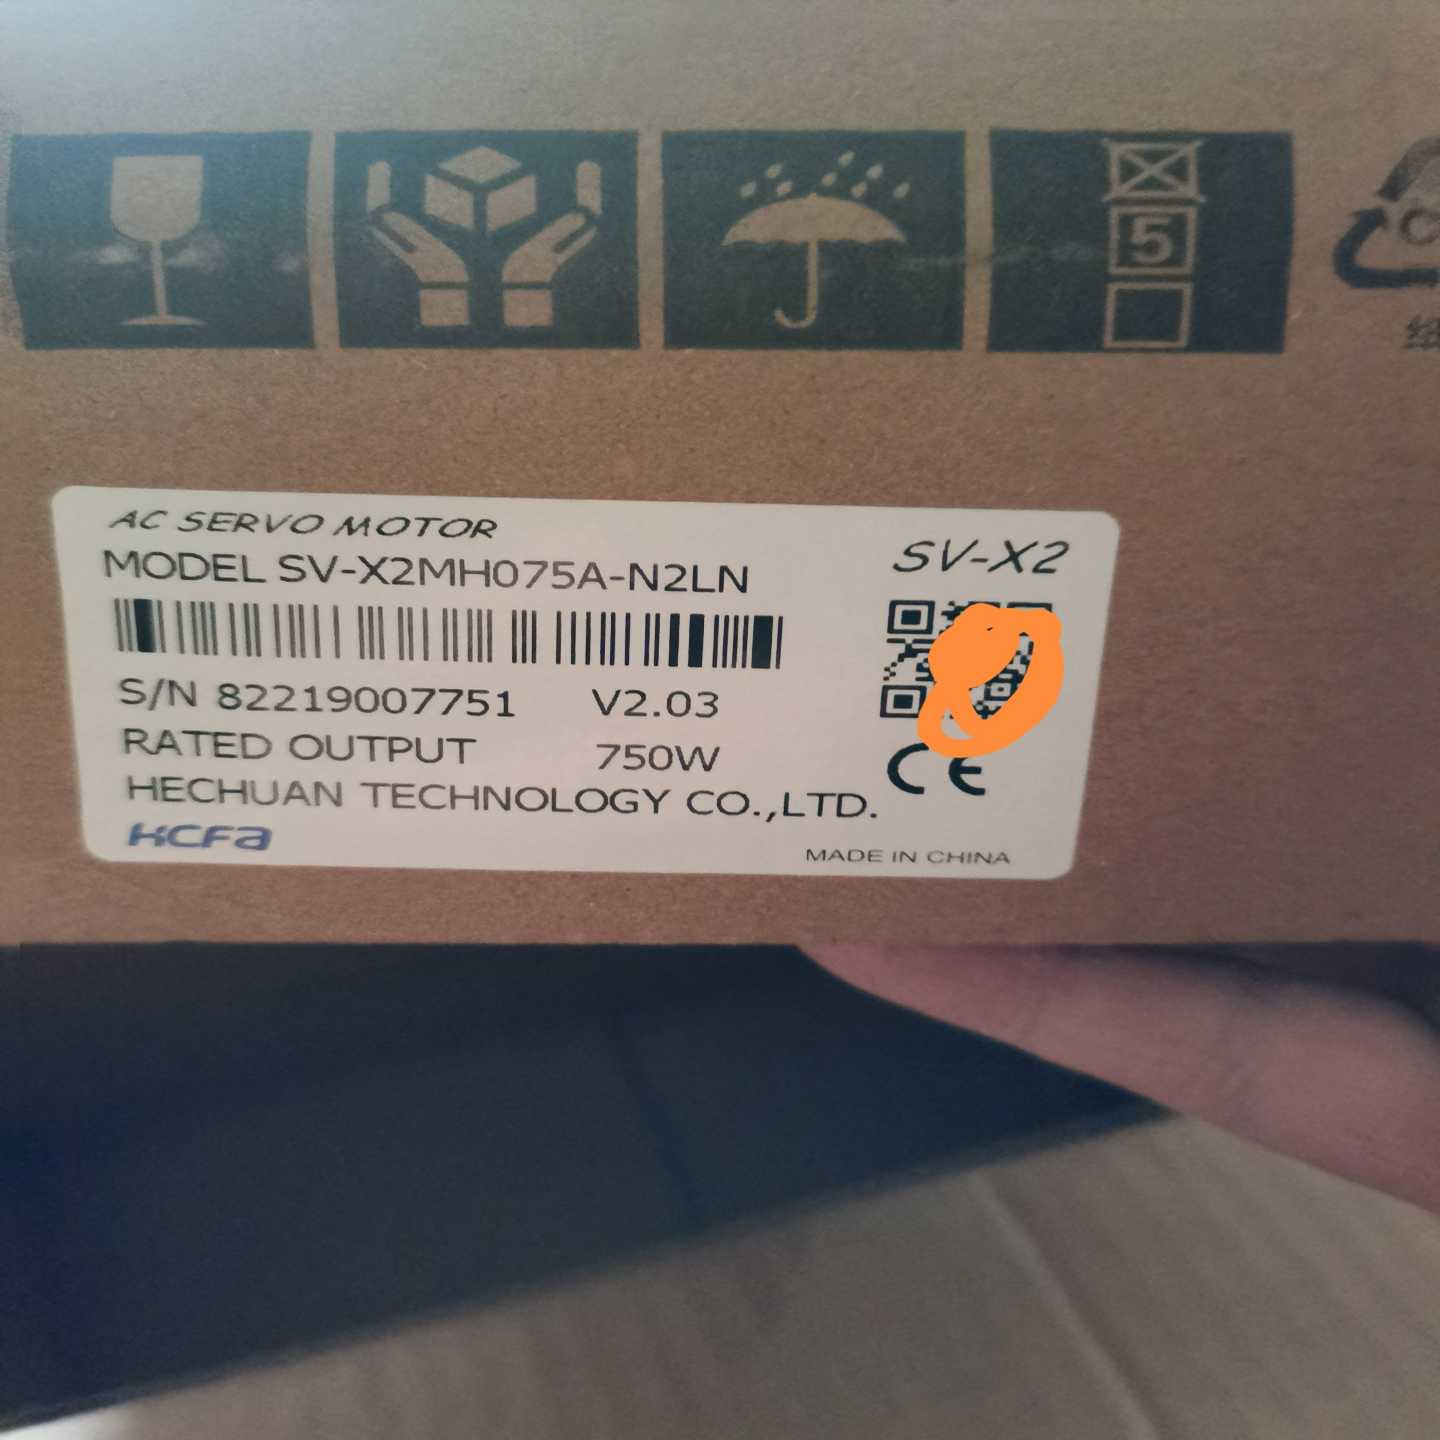 5
AC SERVO MOTOR
MODEL SV-X2MH075A-N2LN
SV-X2
S/N 82219007751 V2.03
RATED OUTPUT 750W
HECHUAN TECHNOLOGY CO.,LTD.
CE
HCFa
MADE IN CHINA